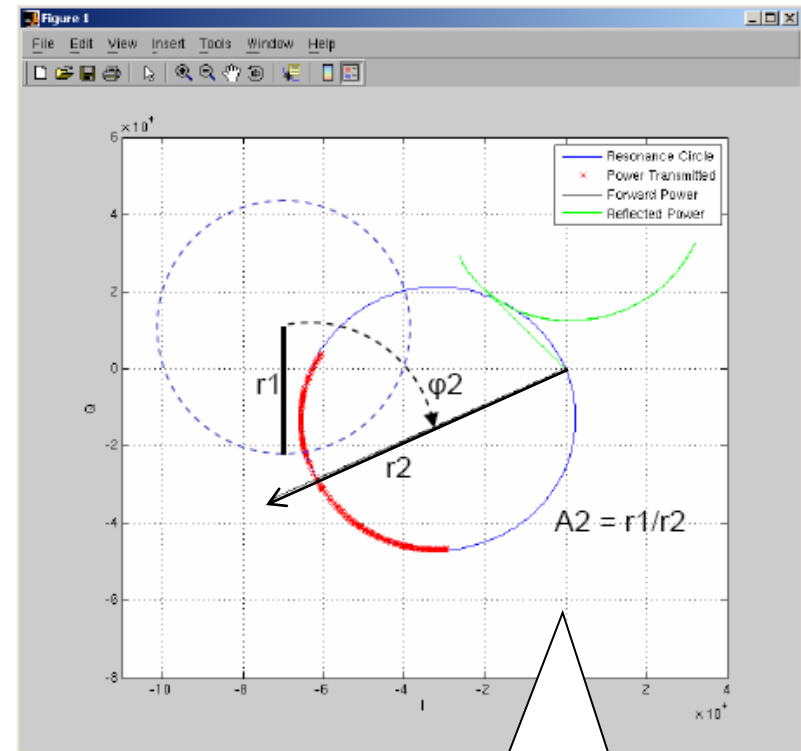 Figure 1
File Edit View Insert Tools Window Help
×10⁴
6
4
2
0
-2
-4
-6
-8
Q
Resonance Circle
Power Transmitted
Forward Power
Reflected Power
r1
φ2
r2
A2 = r1/r2
-10 -8 -6 -4 -2 0 2 4
I
×10⁴